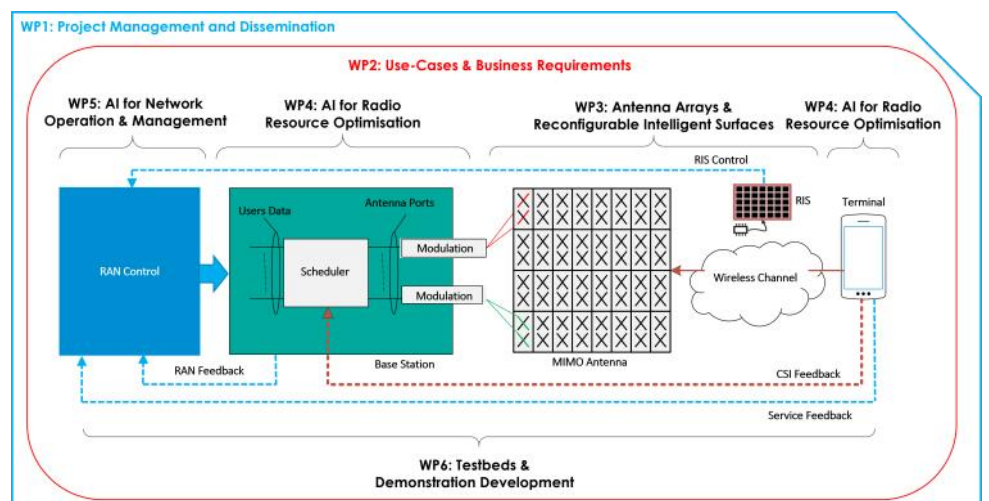 WP1: Project Management and Dissemination
WP2: Use-Cases & Business Requirements
WP5: AI for Network
Operation & Management
WP4: AI for Radio
Resource Optimisation
WP3: Antenna Arrays &
Reconfigurable Intelligent Surfaces
WP4: AI for Radio
Resource Optimisation
RIS Control
Users Data
Antenna Ports
RIS
Terminal
Modulation
RAN Control
Scheduler
Wireless Channel
Modulation
RAN Feedback
Base Station
MIMO Antenna
CSI Feedback
Service Feedback
WP6: Testbeds &
Demonstration Development